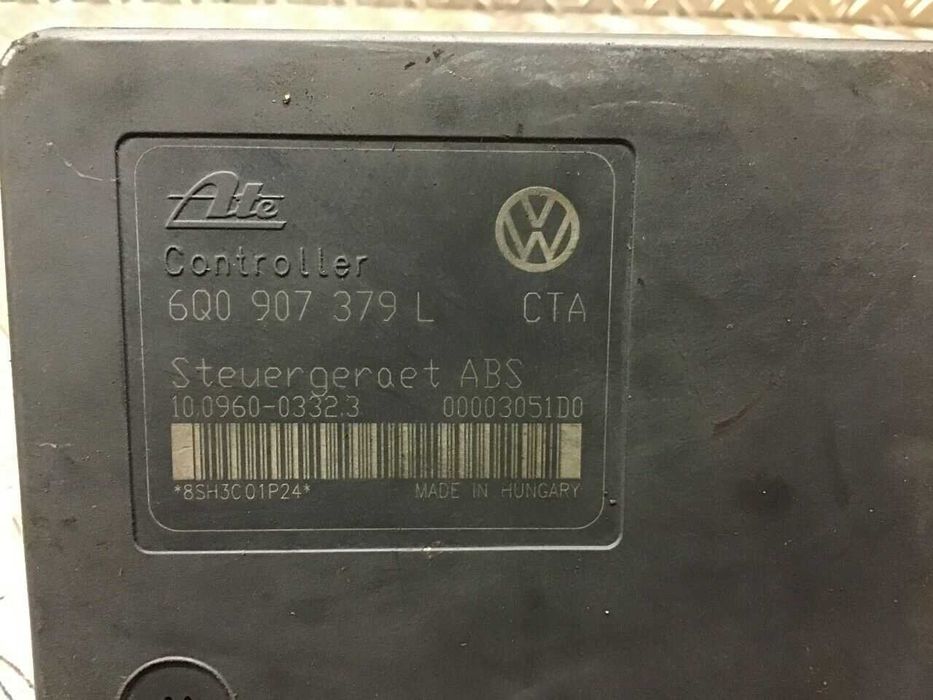 Ate
Controller
6Q0 907 379 L CTA
Steuergeraet ABS
10.0960-0332.3 00003051D0
*8SH3C01P24* MADE IN HUNGARY